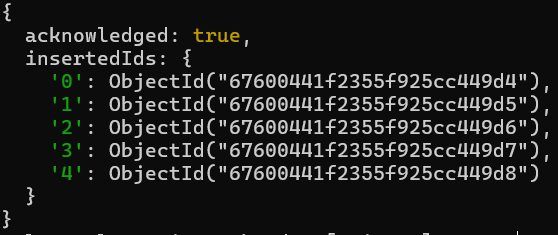 {
  acknowledged: true,
  insertedIds: {
    '0': ObjectId("67600441f2355f925cc449d4"),
    '1': ObjectId("67600441f2355f925cc449d5"),
    '2': ObjectId("67600441f2355f925cc449d6"),
    '3': ObjectId("67600441f2355f925cc449d7"),
    '4': ObjectId("67600441f2355f925cc449d8")
  }
}